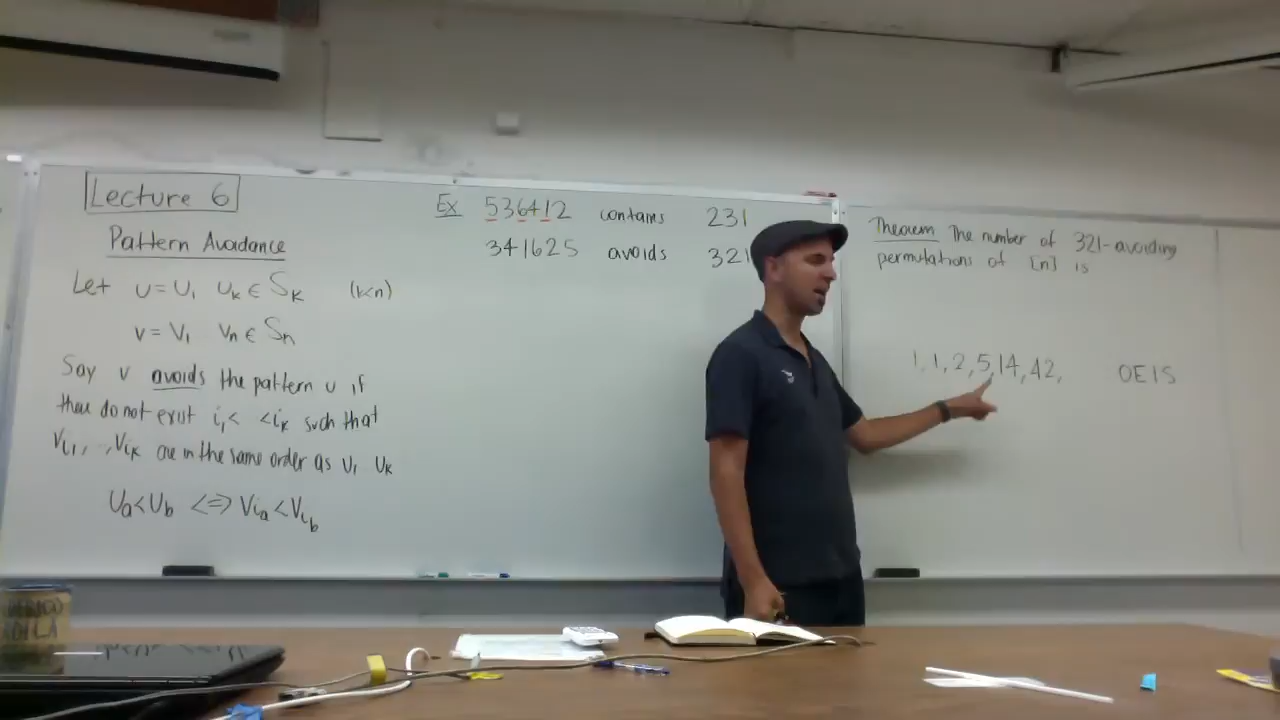 Lecture 6
Pattern Avoidance
Let u = u₁ uₖ ∈ Sₖ (k<n)
v = v₁ vₙ ∈ Sₙ
Say v avoids the pattern u if
there do not exist i₁< <iₖ such that
Vi₁, .., Viₖ are in the same order as u₁ uₖ
Ua<Ub <=> Via<Vib
Ex 536412 contains 231
341625 avoids 321
Theorem The number of 321-avoiding
permutations of [n] is
1, 1, 2, 5, 14, 42,
OEIS